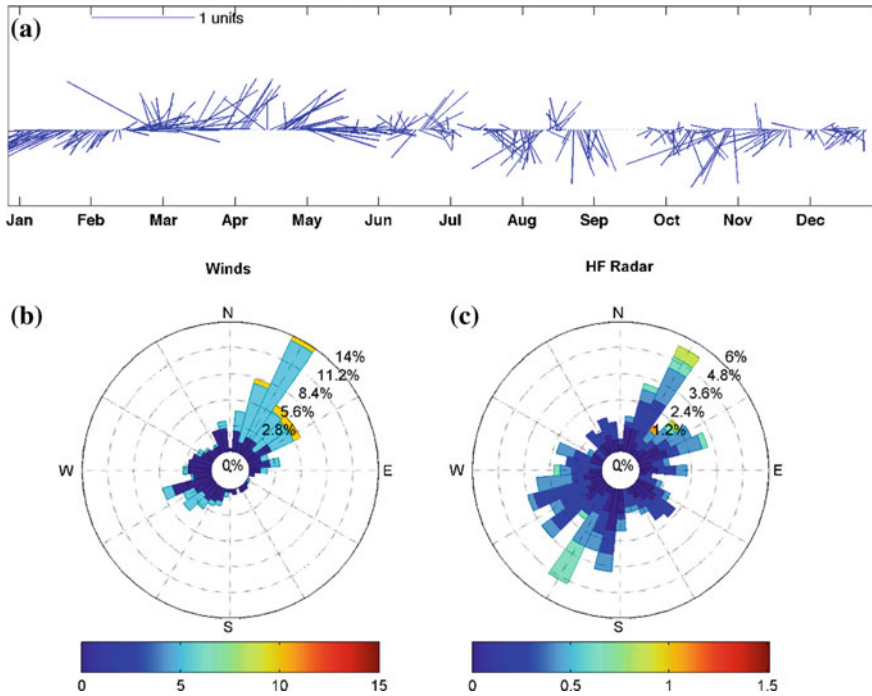 (a)
1 units
Jan Feb Mar Apr May Jun Jul Aug Sep Oct Nov Dec
Winds HF Radar
(b) (c)
N N
14% 6%
11.2% 4.8%
8.4% 3.6%
5.6% 2.4%
2.8% 1.2%
W 0% E W 0% E
S S
0 5 10 15 0 0.5 1 1.5